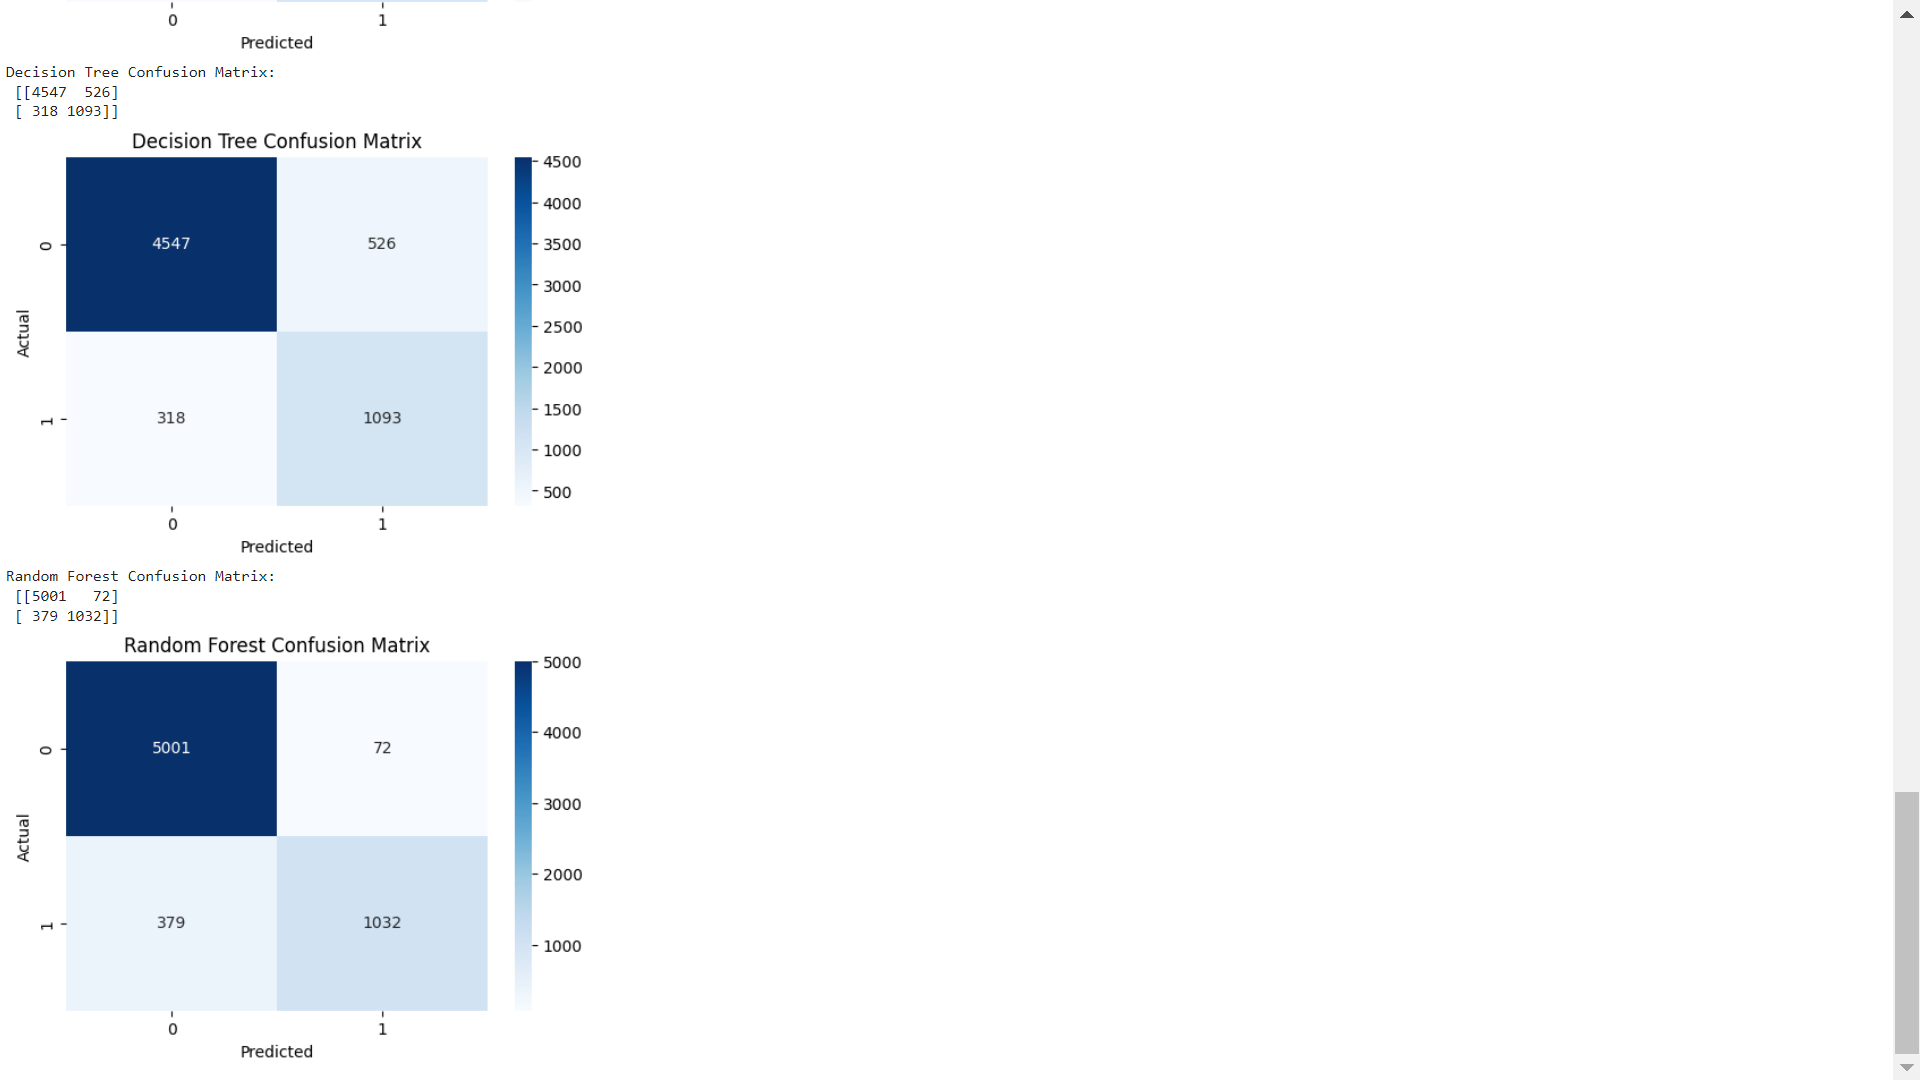 0 1
Predicted
Decision Tree Confusion Matrix:
[[4547  526]
[ 318 1093]]
Decision Tree Confusion Matrix
4547 526
318 1093
0
1
Actual
0 1
Predicted
4500
4000
3500
3000
2500
2000
1500
1000
500
Random Forest Confusion Matrix:
[[5001   72]
[ 379 1032]]
Random Forest Confusion Matrix
5001 72
379 1032
0
1
Actual
0 1
Predicted
5000
4000
3000
2000
1000